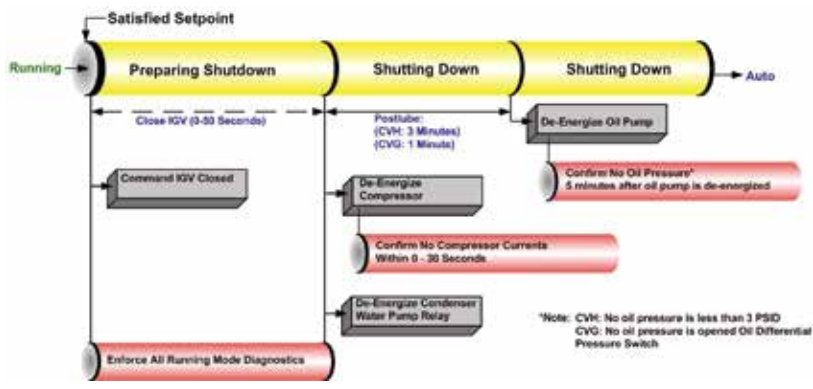 Satisfied Setpoint
Running
Preparing Shutdown
Shutting Down
Shutting Down
Auto
Close IGV (0-50 Seconds)
Postlube:
(CVH: 3 Minutes)
(CVG: 1 Minute)
De-Energize Oil Pump
Confirm No Oil Pressure*
5 minutes after oil pump is de-energized
Command IGV Closed
De-Energize
Compressor
Confirm No Compressor Currents
Within 0 - 30 Seconds
De-Energize Condenser
Water Pump Relay
*Note: CVH: No oil pressure is less than 3 PSID
CVG: No oil pressure is opened Oil Differential
Pressure Switch
Enforce All Running Mode Diagnostics